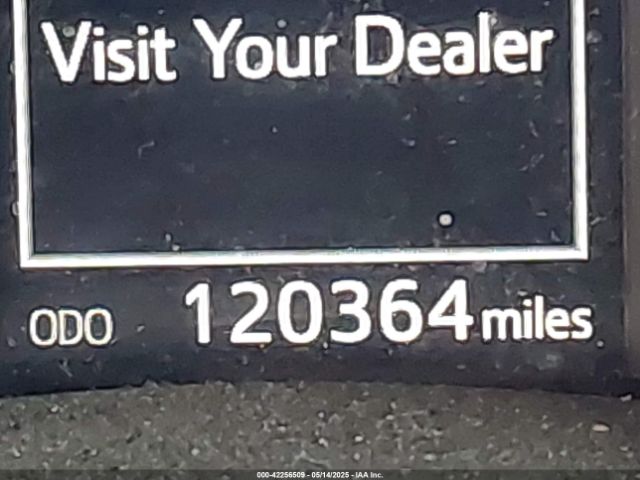 Visit Your Dealer
ODO 120364 miles
000-42256509 - 05/14/2025 - IAA Inc.